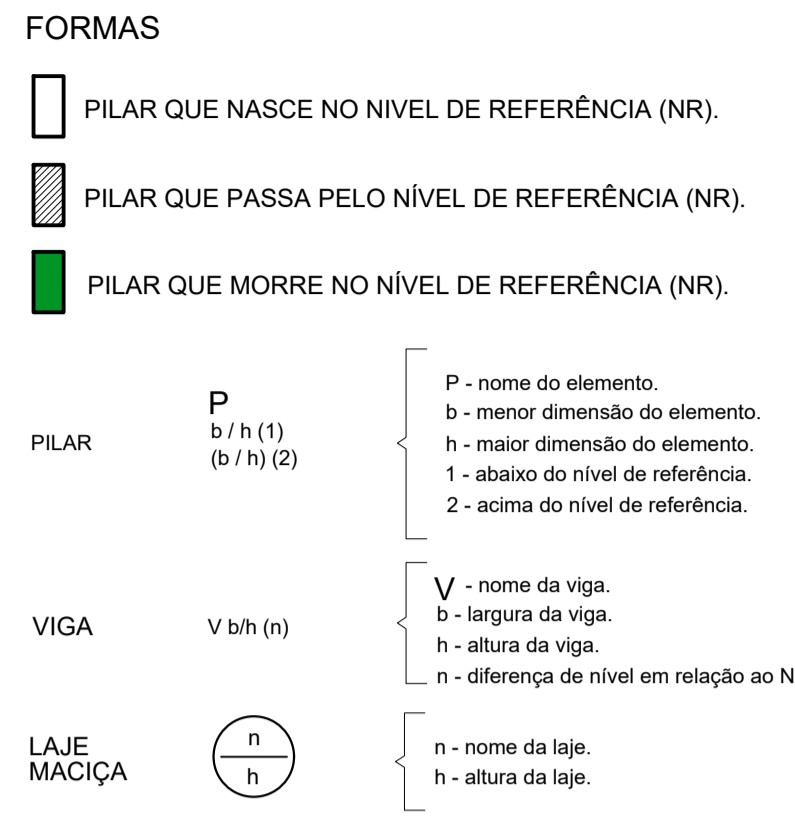 FORMAS
PILAR QUE NASCE NO NIVEL DE REFERÊNCIA (NR).
PILAR QUE PASSA PELO NÍVEL DE REFERÊNCIA (NR).
PILAR QUE MORRE NO NÍVEL DE REFERÊNCIA (NR).
PILAR
P
b / h (1)
(b / h) (2)
P - nome do elemento.
b - menor dimensão do elemento.
h - maior dimensão do elemento.
1 - abaixo do nível de referência.
2 - acima do nível de referência.
VIGA
V b/h (n)
V - nome da viga.
b - largura da viga.
h - altura da viga.
n - diferença de nível em relação ao N
LAJE
MACIÇA
n
h
n - nome da laje.
h - altura da laje.